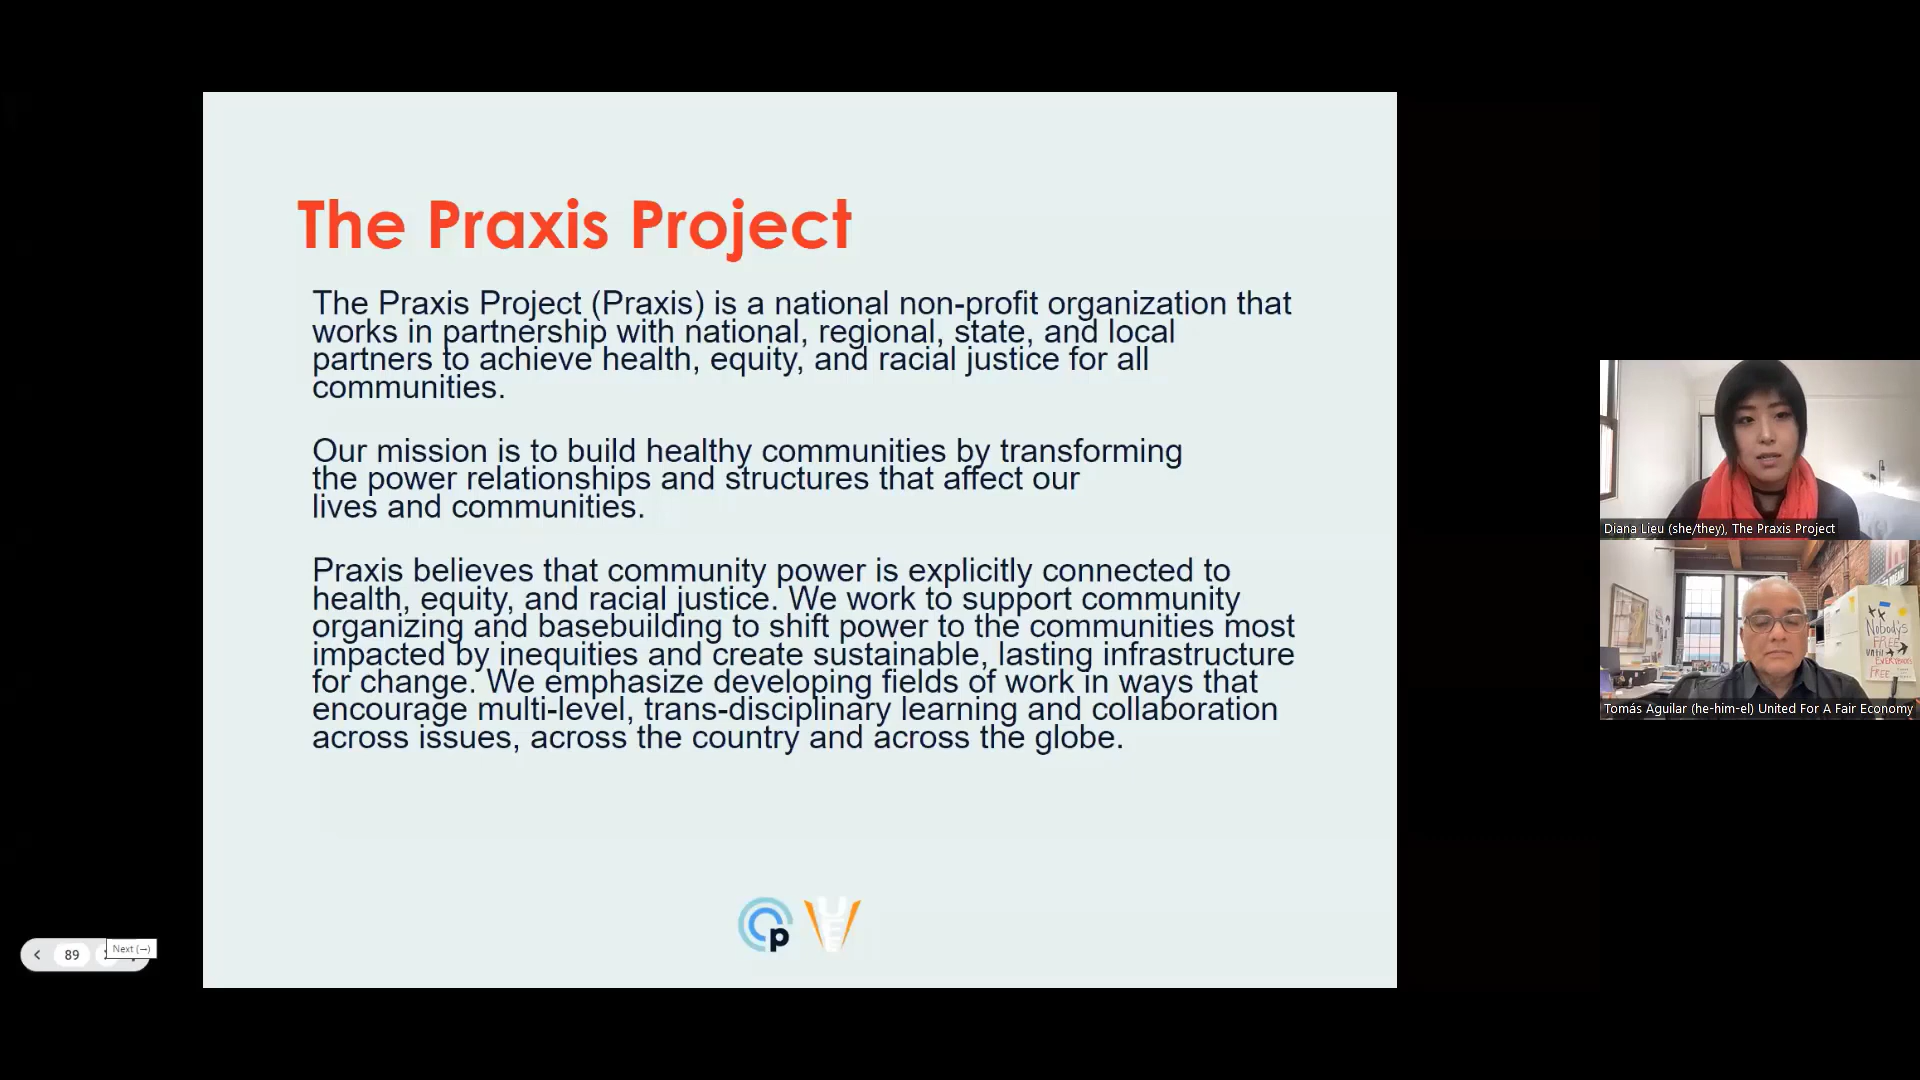 The Praxis Project
The Praxis Project (Praxis) is a national non-profit organization that
works in partnership with national, regional, state, and local
partners to achieve health, equity, and racial justice for all
communities.
Our mission is to build healthy communities by transforming
the power relationships and structures that affect our
lives and communities.
Praxis believes that community power is explicitly connected to
health, equity, and racial justice. We work to support community
organizing and basebuilding to shift power to the communities most
impacted by inequities and create sustainable, lasting infrastructure
for change. We emphasize developing fields of work in ways that
encourage multi-level, trans-disciplinary learning and collaboration
across issues, across the country and across the globe.
p
UFE
89
Next (→)
Diana Lieu (she/they), The Praxis Project
Nobody's
FREE
until
EVERYBODY'S
FREE
Tomás Aguilar (he-him-el) United For A Fair Economy